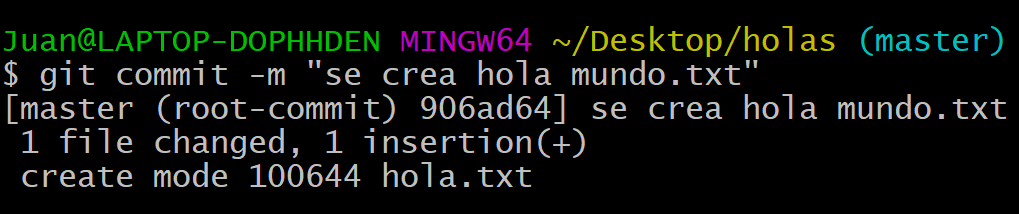 Juan@LAPTOP-DOPHHDEN MINGW64 ~/Desktop/holas (master)
$ git commit -m "se crea hola mundo.txt"
[master (root-commit) 906ad64] se crea hola mundo.txt
 1 file changed, 1 insertion(+)
 create mode 100644 hola.txt